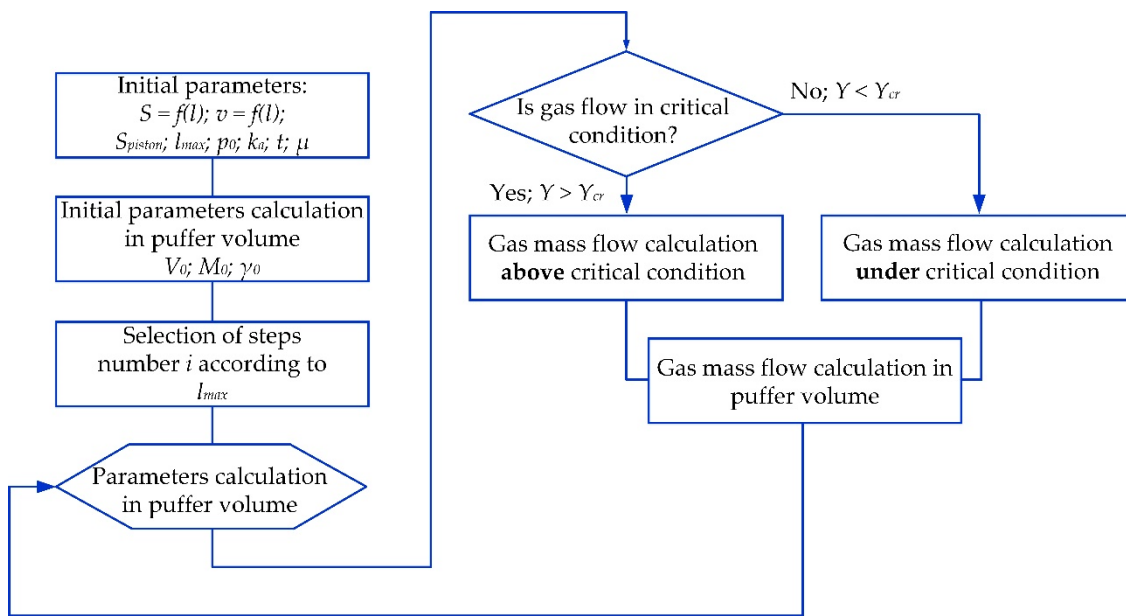 Initial parameters:
S = f(l); v = f(l);
Spiston; lmax; p0; ka; t; μ
Initial parameters calculation
in puffer volume
V0; M0; γ0
Selection of steps
number i according to
lmax
Parameters calculation
in puffer volume
Is gas flow in critical
condition?
No; Y < Ycr
Yes; Y > Ycr
Gas mass flow calculation
above critical condition
Gas mass flow calculation
under critical condition
Gas mass flow calculation in
puffer volume